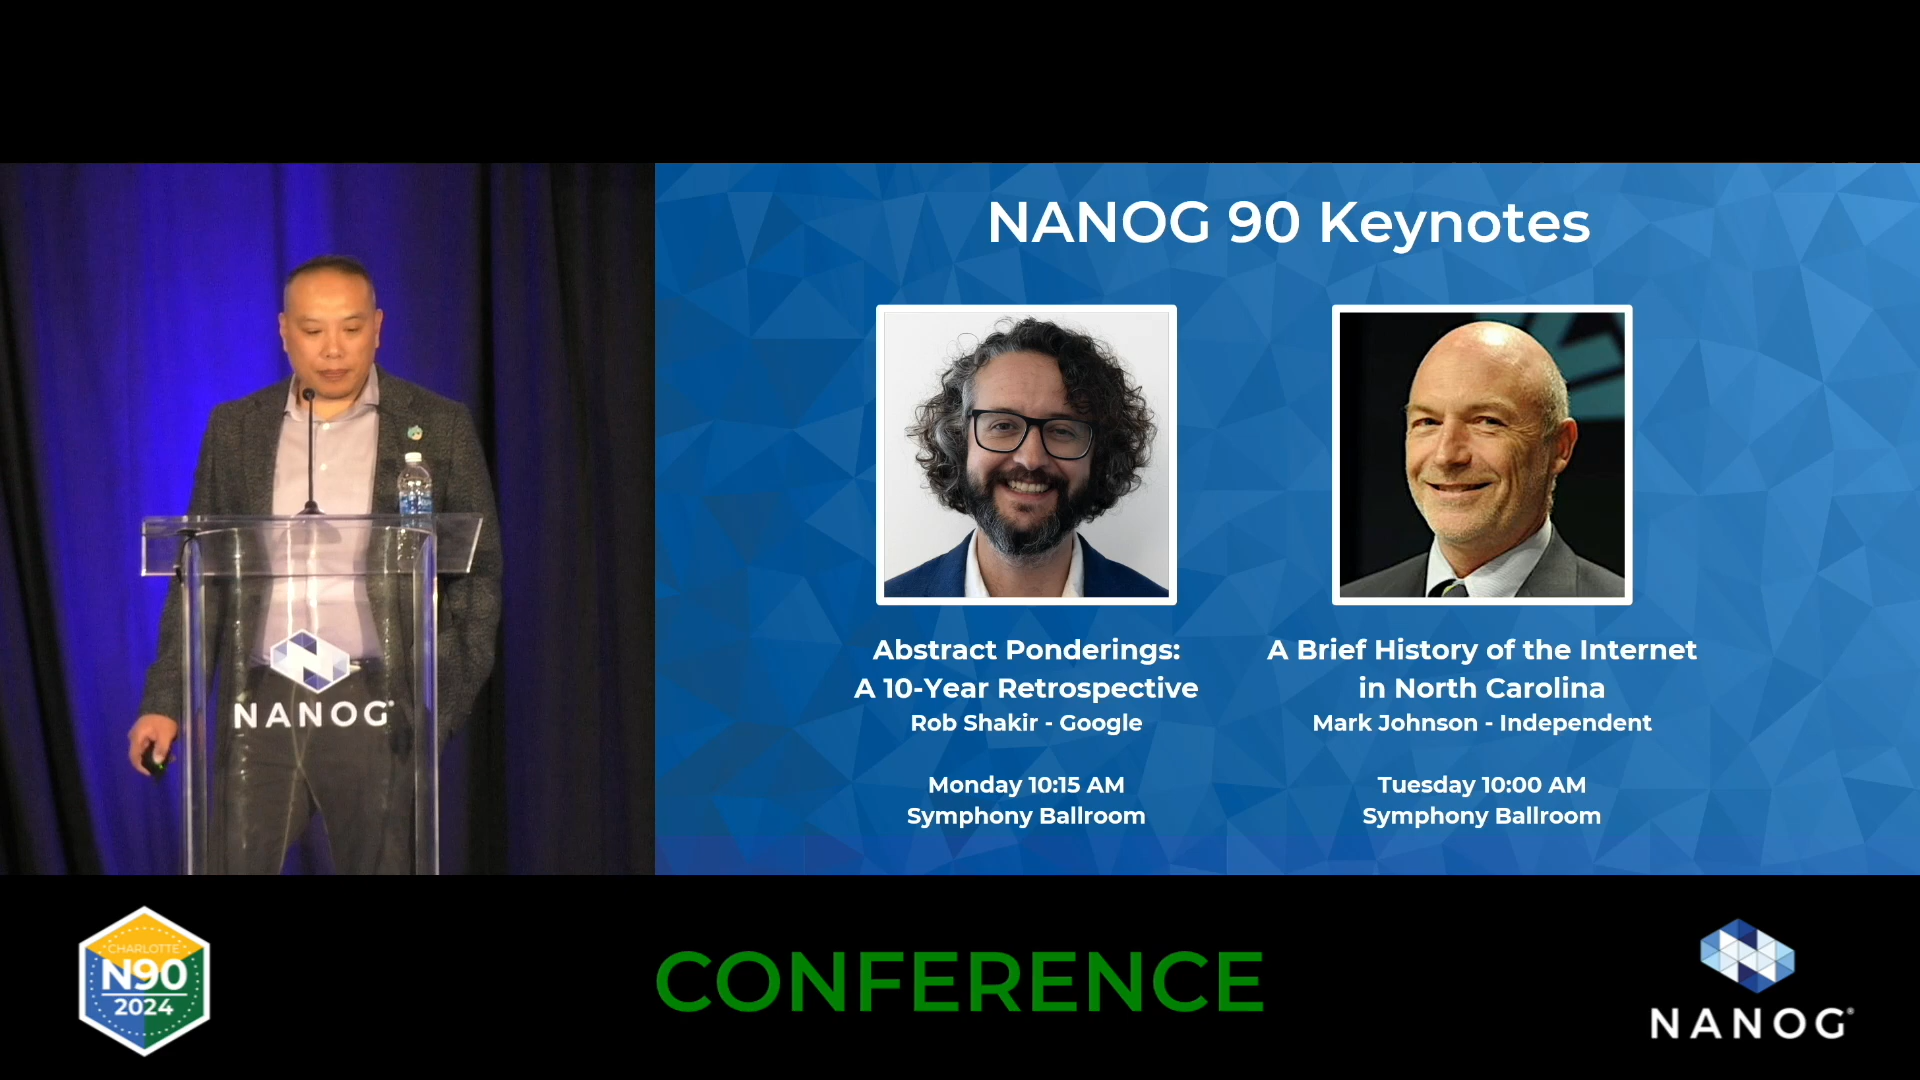 NANOG 90 Keynotes
Abstract Ponderings:
A 10-Year Retrospective
Rob Shakir - Google
Monday 10:15 AM
Symphony Ballroom
A Brief History of the Internet
in North Carolina
Mark Johnson - Independent
Tuesday 10:00 AM
Symphony Ballroom
NANOG®
CHARLOTTE
N90
2024
CONFERENCE
NANOG®